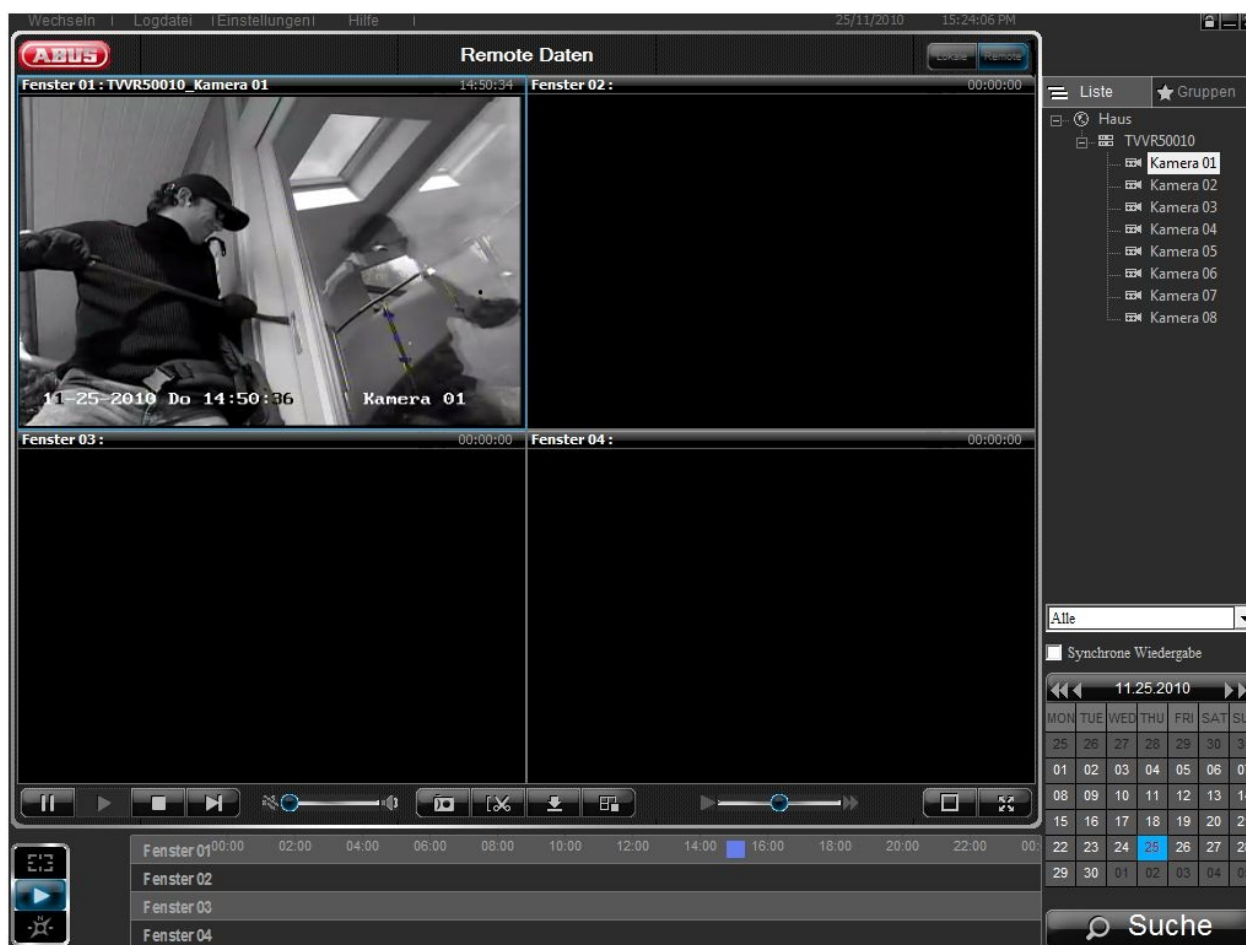 Wechseln Logdatei Einstellungen Hilfe 25/11/2010 15:24:06 PM
ABUS Remote Daten Lokale Remote
Fenster 01 : TVVR50010_Kamera 01 14:50:34
Fenster 02 : 00:00:00
11-25-2010 Do 14:50:36 Kamera 01
Fenster 03 : 00:00:00
Fenster 04 : 00:00:00
Liste Gruppen
Haus
TVVR50010
Kamera 01
Kamera 02
Kamera 03
Kamera 04
Kamera 05
Kamera 06
Kamera 07
Kamera 08
Alle
Synchrone Wiedergabe
11.25.2010
MON TUE WED THU FRI SAT
25 26 27 28 29 30
01 02 03 04 05 06 07
08 09 10 11 12 13
15 16 17 18 19 20
22 23 24 25 26 27
29 30 01 02 03 04
Suche
Fenster 01 00:00 02:00 04:00 06:00 08:00 10:00 12:00 14:00 16:00 18:00 20:00 22:00
Fenster 02
Fenster 03
Fenster 04